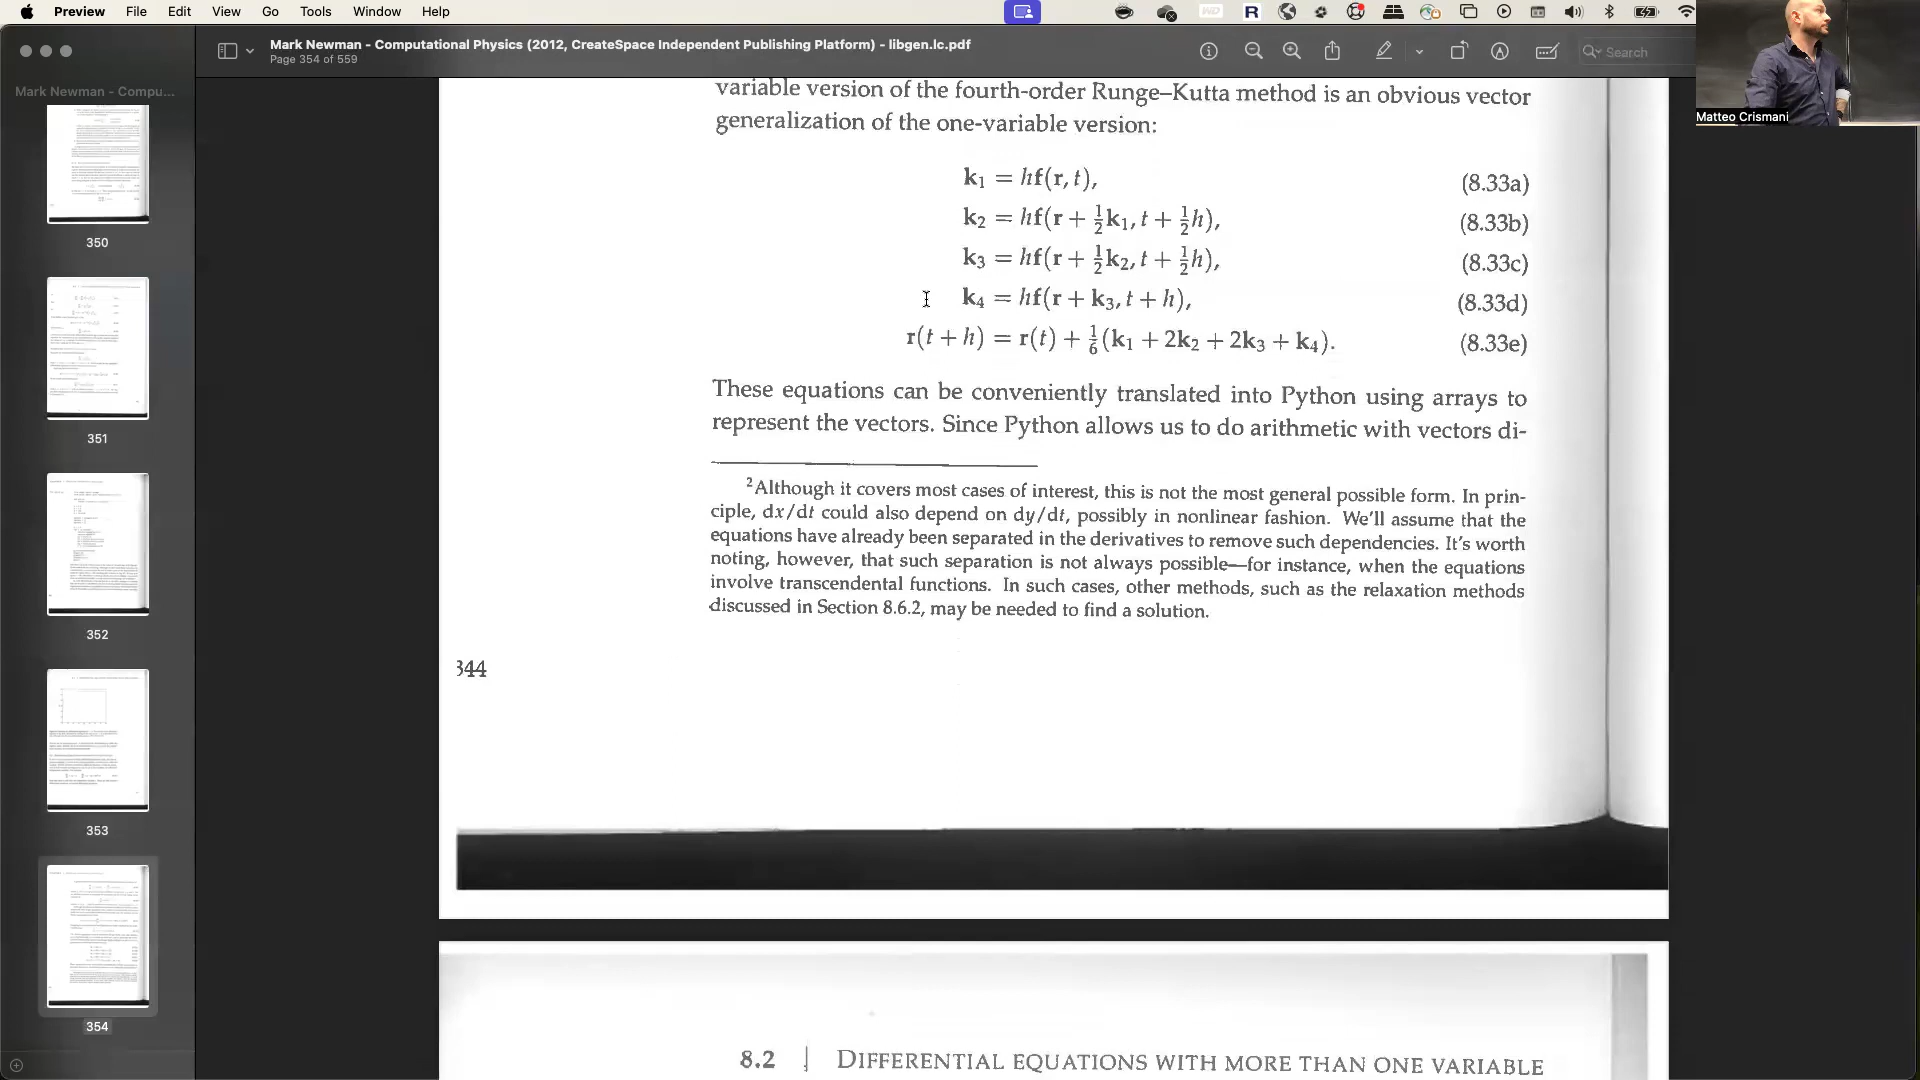 Preview File Edit View Go Tools Window Help
Mark Newman - Computational Physics (2012, CreateSpace Independent Publishing Platform) - libgen.lc.pdf
Page 354 of 559
Search
Matteo Crismani
Mark Newman - Compu...
350
351
352
353
354
variable version of the fourth-order Runge–Kutta method is an obvious vector
generalization of the one-variable version:
k₁ = hf(r, t), (8.33a)
k₂ = hf(r + ½k₁, t + ½h), (8.33b)
k₃ = hf(r + ½k₂, t + ½h), (8.33c)
k₄ = hf(r + k₃, t + h), (8.33d)
r(t + h) = r(t) + ⅙(k₁ + 2k₂ + 2k₃ + k₄). (8.33e)
These equations can be conveniently translated into Python using arrays to
represent the vectors. Since Python allows us to do arithmetic with vectors di-
²Although it covers most cases of interest, this is not the most general possible form. In prin-
ciple, dx/dt could also depend on dy/dt, possibly in nonlinear fashion. We'll assume that the
equations have already been separated in the derivatives to remove such dependencies. It's worth
noting, however, that such separation is not always possible—for instance, when the equations
involve transcendental functions. In such cases, other methods, such as the relaxation methods
discussed in Section 8.6.2, may be needed to find a solution.
344
8.2 | DIFFERENTIAL EQUATIONS WITH MORE THAN ONE VARIABLE